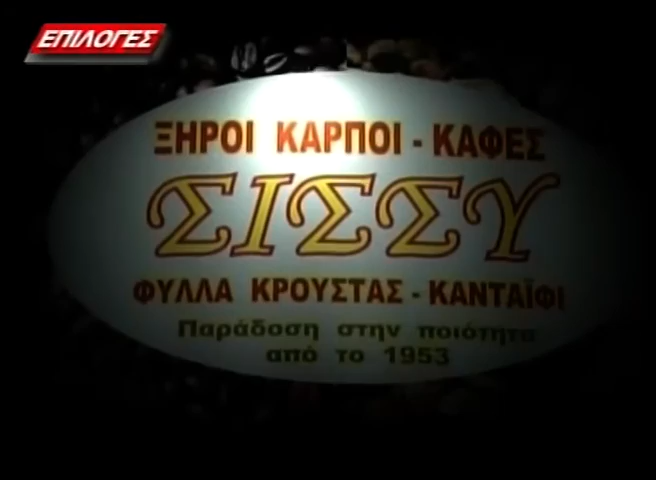 ΕΠΙΛΟΓΕΣ
ΞΗΡΟΙ ΚΑΡΠΟΙ - ΚΑΦΕΣ
ΣΙΣΣΥ
ΦΥΛΛΑ ΚΡΟΥΣΤΑΣ - ΚΑΝΤΑΪΦΙ
Παράδοση στην ποιότητα
από το 1953